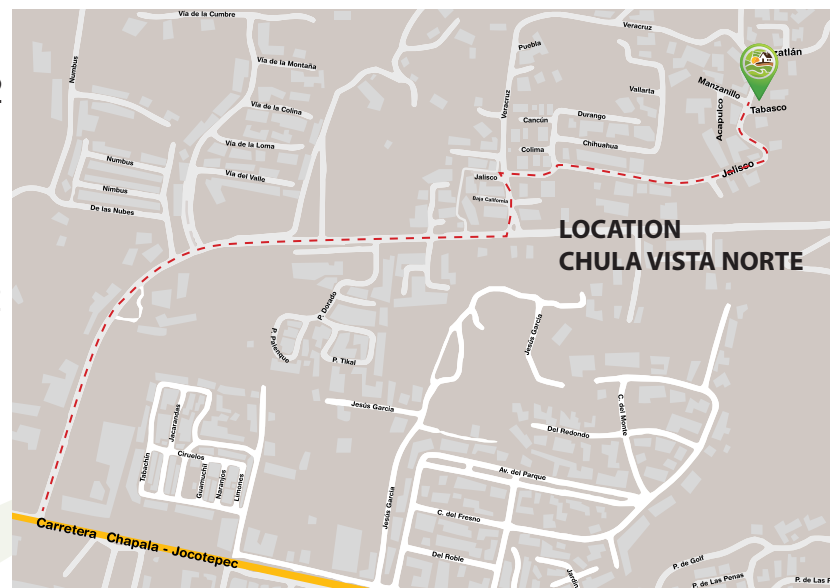 Vía de la Cumbre
Veracruz
Numbus
Puebla
Vía de la Montaña
Manzanillo
Vallarta
Vía de la Colina
Veracruz
Acapulco
Tabasco
Cancún
Durango
Vía de la Loma
Chihuahua
Colima
Numbus
Jalisco
Vía del Valle
Jalisco
Nimbus
Baja California
De las Nubes
LOCATION
CHULA VISTA NORTE
P. Dorado
P. Palenque
P. Tikal
Jesús García
Jesús García
C. del Monte
Jacarandas
Del Redondo
Tabachín
Ciruelos
Guamuchil
Naranjos
Limones
Av. del Parque
Jesús García
C. del Fresno
Carretera Chapala - Jocotepec
Del Roble
P. de Golf
P. de Las Penas